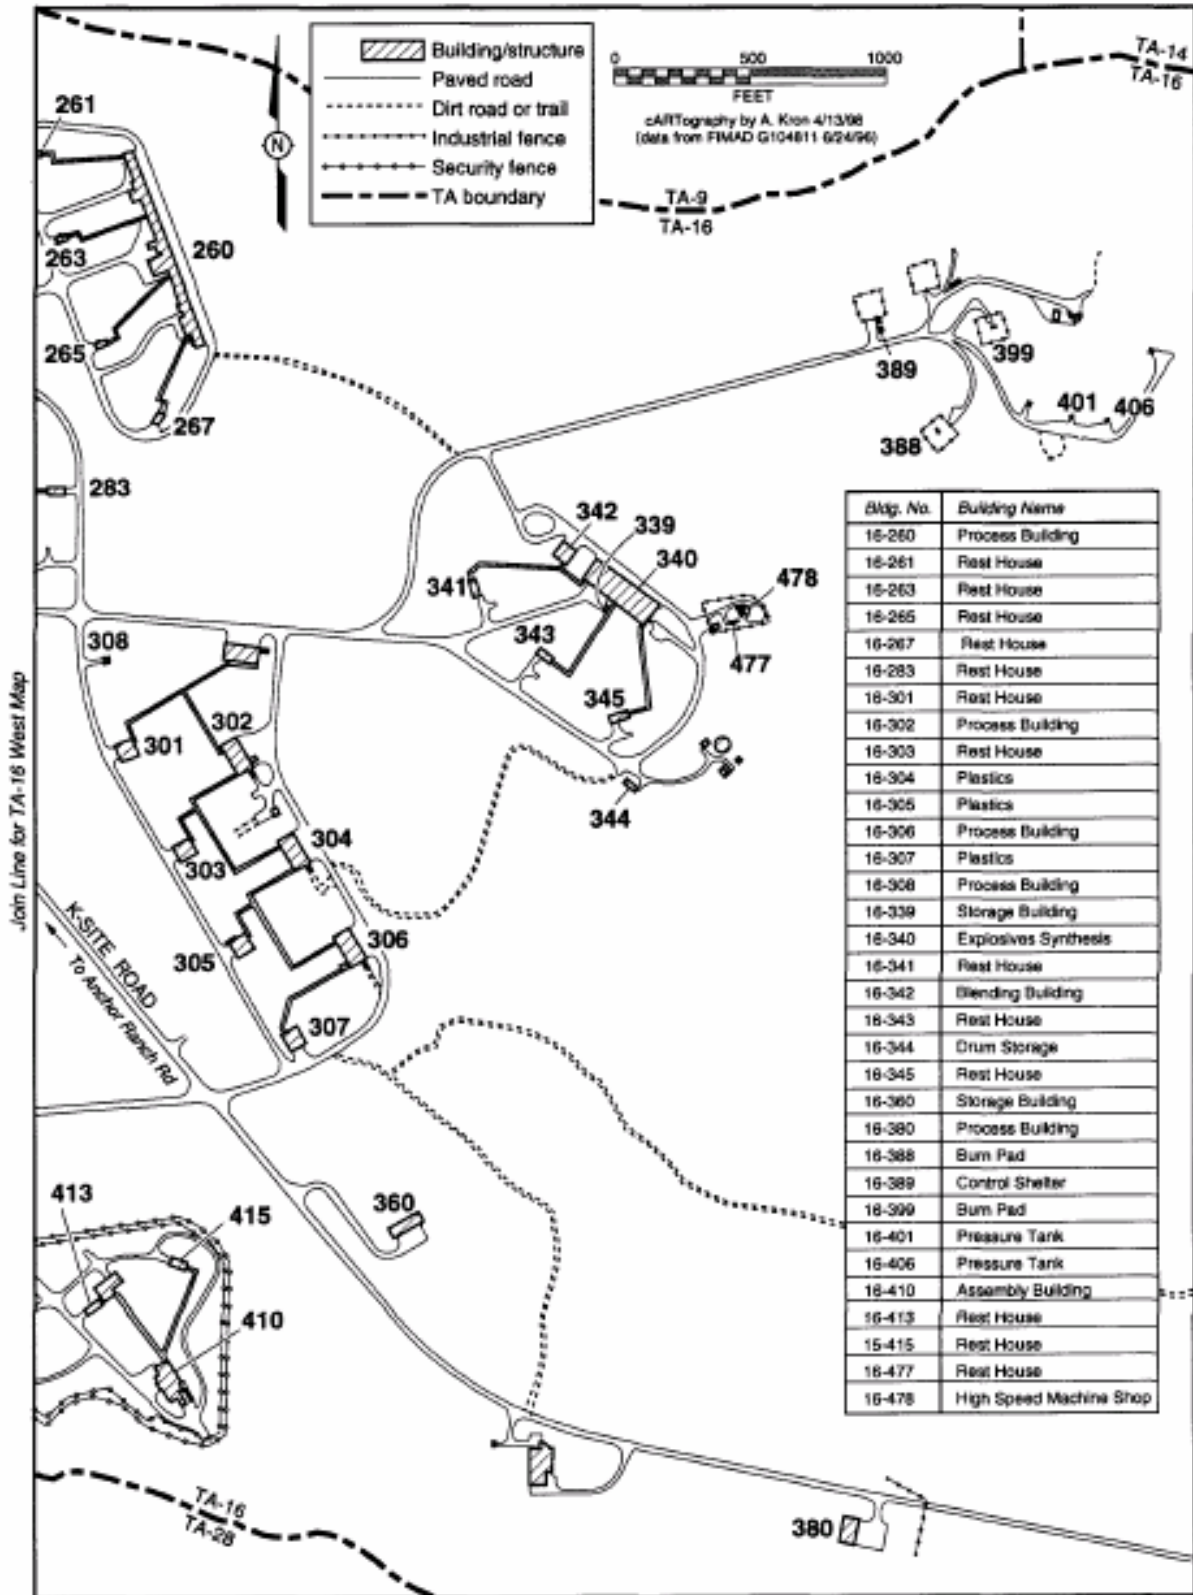 Building/structure
Paved road
Dirt road or trail
Industrial fence
Security fence
TA boundary
N
0 500 1000
FEET
cARTography by A. Kron 4/13/98
(data from FIMAD G104811 6/24/96)
TA-14
TA-16
TA-9
TA-16
261
263
260
265
267
283
389
399
388
401
406
342
339
340
341
478
343
477
345
344
308
302
301
304
303
306
305
307
Join Line for TA-16 West Map
K-SITE ROAD
To Anchor Ranch Rd
360
413
415
410
380
TA-16
TA-28
Bldg. No. Building Name
16-260 Process Building
16-261 Rest House
16-263 Rest House
16-265 Rest House
16-267 Rest House
16-283 Rest House
16-301 Rest House
16-302 Process Building
16-303 Rest House
16-304 Plastics
16-305 Plastics
16-306 Process Building
16-307 Plastics
16-308 Process Building
16-339 Storage Building
16-340 Explosives Synthesis
16-341 Rest House
16-342 Blending Building
16-343 Rest House
16-344 Drum Storage
16-345 Rest House
16-360 Storage Building
16-380 Process Building
16-388 Burn Pad
16-389 Control Shelter
16-399 Burn Pad
16-401 Pressure Tank
16-406 Pressure Tank
16-410 Assembly Building
16-413 Rest House
15-415 Rest House
16-477 Rest House
16-478 High Speed Machine Shop